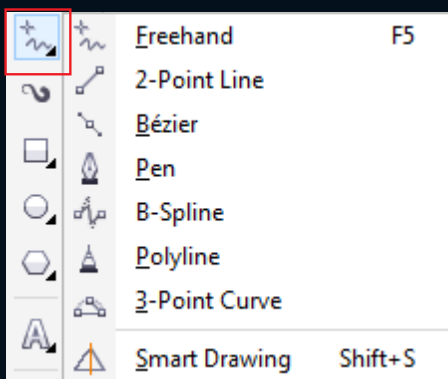 Freehand F5
2-Point Line
Bézier
Pen
B-Spline
Polyline
3-Point Curve
Smart Drawing Shift+S